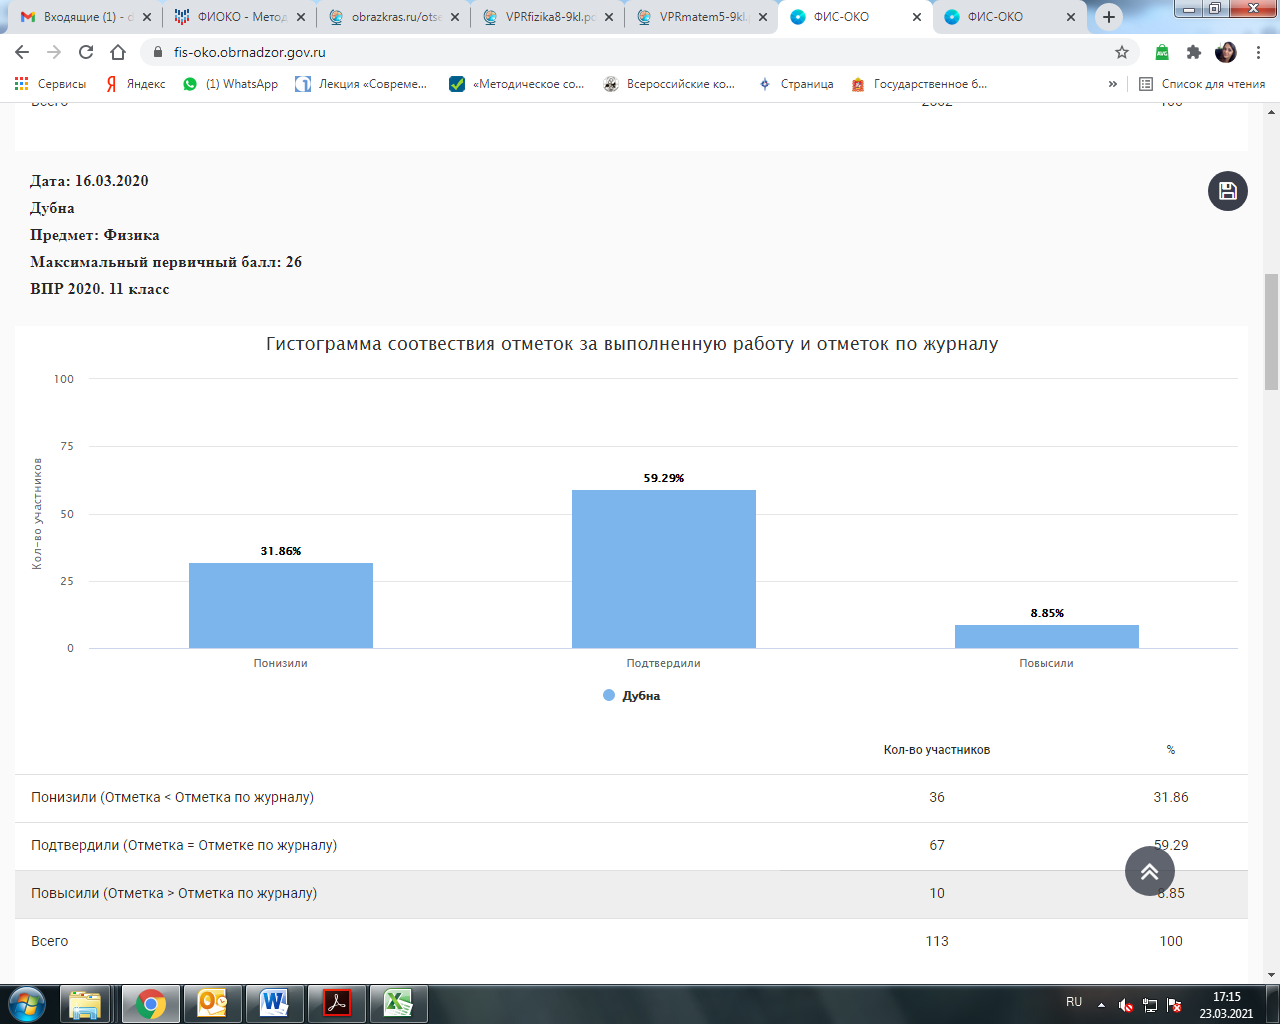 Входящие (1) - d
ФИОКО - Метод
obrazkras.ru/otse
VPRfizika8-9kl.pd
VPRmatem5-9kl.p
ФИС-ОКО
ФИС-ОКО
fis-oko.obrnadzor.gov.ru
Сервисы
Яндекс
(1) WhatsApp
Лекция «Совреме...
«Методическое со...
Всероссийские ко...
Страница
Государственное б...
»
Список для чтения
Всего 2662 100
Дата: 16.03.2020
Дубна
Предмет: Физика
Максимальный первичный балл: 26
ВПР 2020. 11 класс
Гистограмма соотвествия отметок за выполненную работу и отметок по журналу
Кол-во участников
100
75
50
25
0
31.86%
59.29%
8.85%
Понизили
Подтвердили
Повысили
Дубна
Кол-во участников %
Понизили (Отметка < Отметка по журналу) 36 31.86
Подтвердили (Отметка = Отметке по журналу) 67 59.29
Повысили (Отметка > Отметка по журналу) 10 8.85
Всего 113 100
RU
17:15
23.03.2021